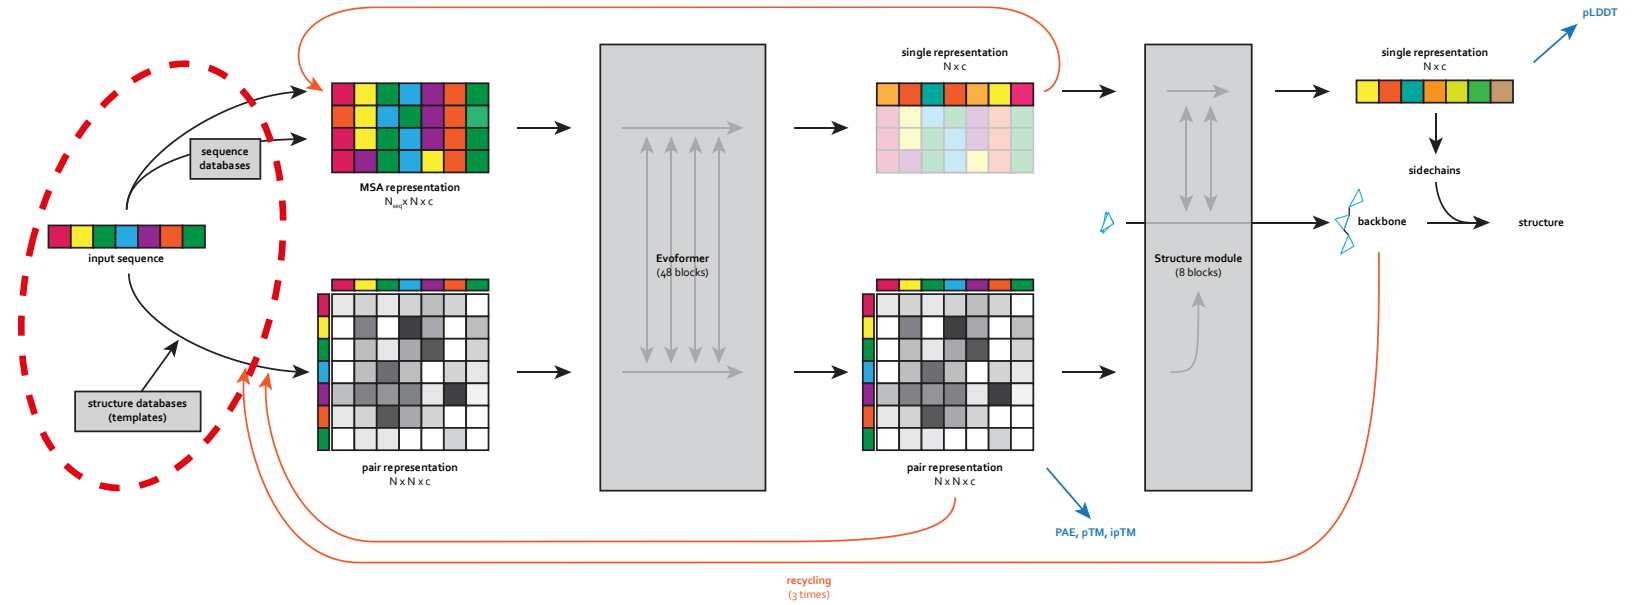 pLDDT
single representation
N x c
single representation
N x c
sequence
databases
sidechains
MSA representation
Nseq x N x c
backbone
structure
input sequence
Evoformer
(48 blocks)
Structure module
(8 blocks)
structure databases
(templates)
pair representation
N x N x c
pair representation
N x N x c
PAE, pTM, ipTM
recycling
(3 times)